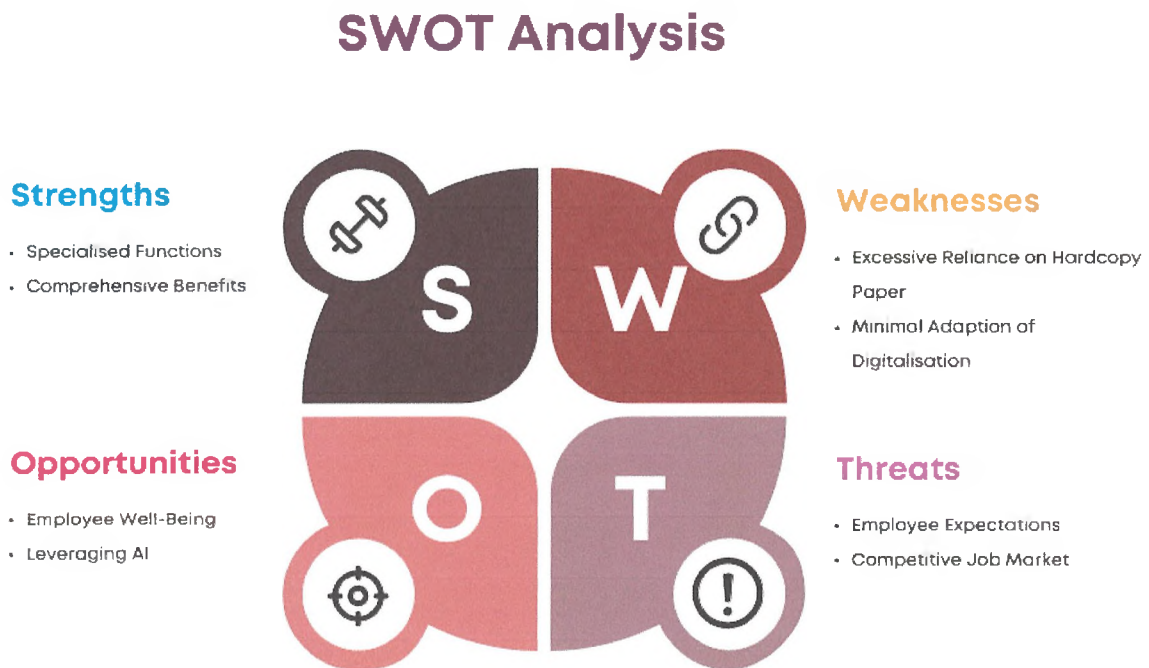 SWOT Analysis
Strengths
• Specialised Functions
• Comprehensive Benefits
S
W
Weaknesses
• Excessive Reliance on Hardcopy
Paper
• Minimal Adaption of
Digitalisation
Opportunities
• Employee Well-Being
• Leveraging AI
O
T
Threats
• Employee Expectations
• Competitive Job Market